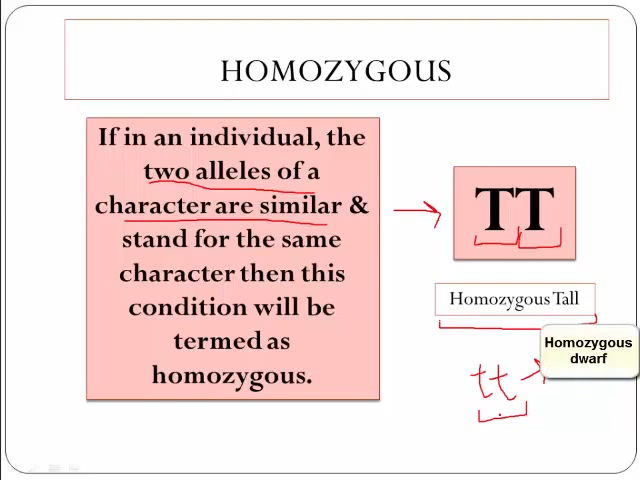 HOMOZYGOUS
If in an individual, the
two alleles of a
character are similar &
stand for the same
character then this
condition will be
termed as
homozygous.
TT
Homozygous Tall
Homozygous
dwarf
tt